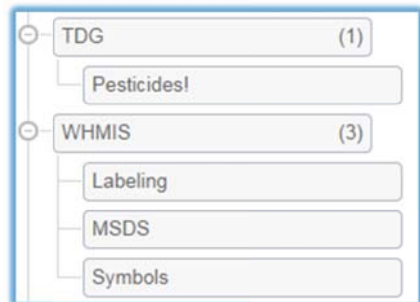 TDG (1)
Pesticides!
WHMIS (3)
Labeling
MSDS
Symbols